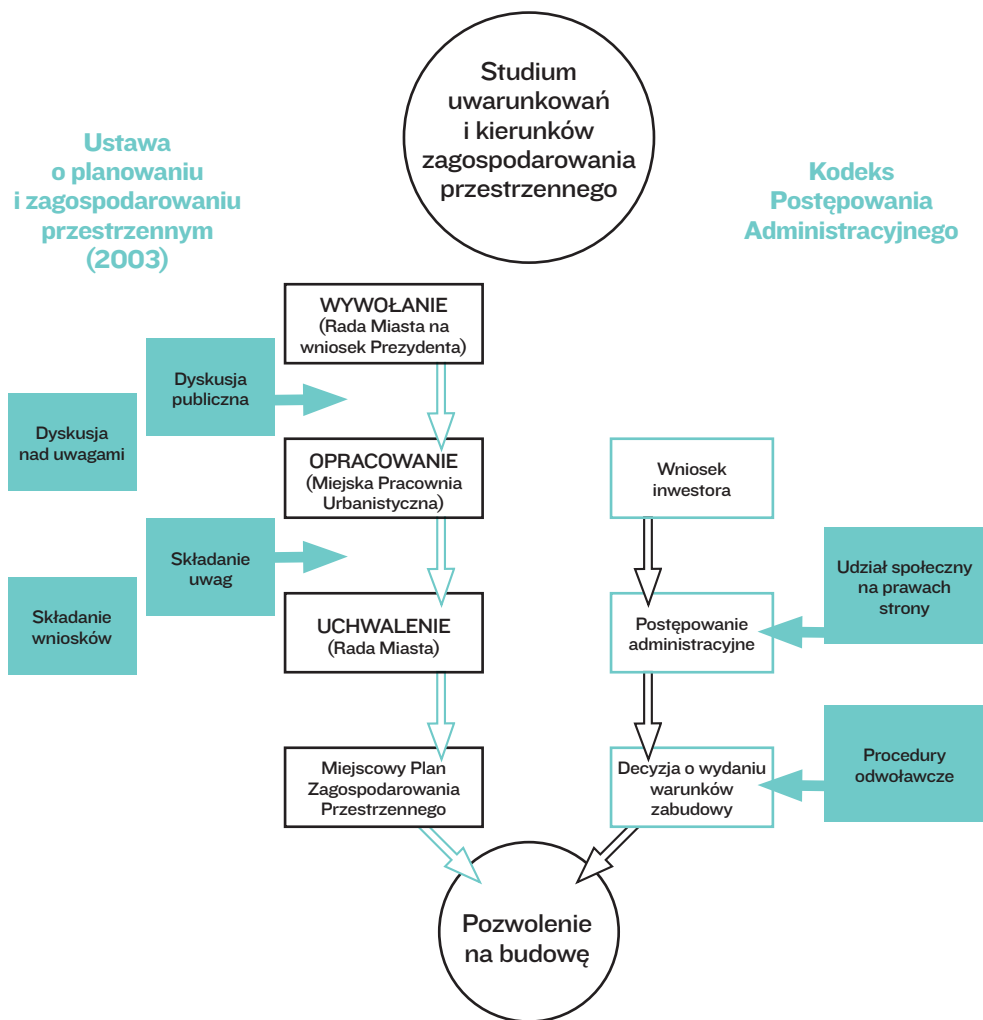 Studium
uwarunkowań
i kierunków
zagospodarowania
przestrzennego
Ustawa
o planowaniu
i zagospodarowaniu
przestrzennym
(2003)
Kodeks
Postępowania
Administracyjnego
WYWOŁANIE
(Rada Miasta na
wniosek Prezydenta)
Dyskusja
publiczna
Dyskusja
nad uwagami
OPRACOWANIE
(Miejska Pracownia
Urbanistyczna)
Wniosek
inwestora
Składanie
uwag
Składanie
wniosków
UCHWALENIE
(Rada Miasta)
Postępowanie
administracyjne
Udział społeczny
na prawach
strony
Miejscowy Plan
Zagospodarowania
Przestrzennego
Decyzja o wydaniu
warunków
zabudowy
Procedury
odwoławcze
Pozwolenie
na budowę